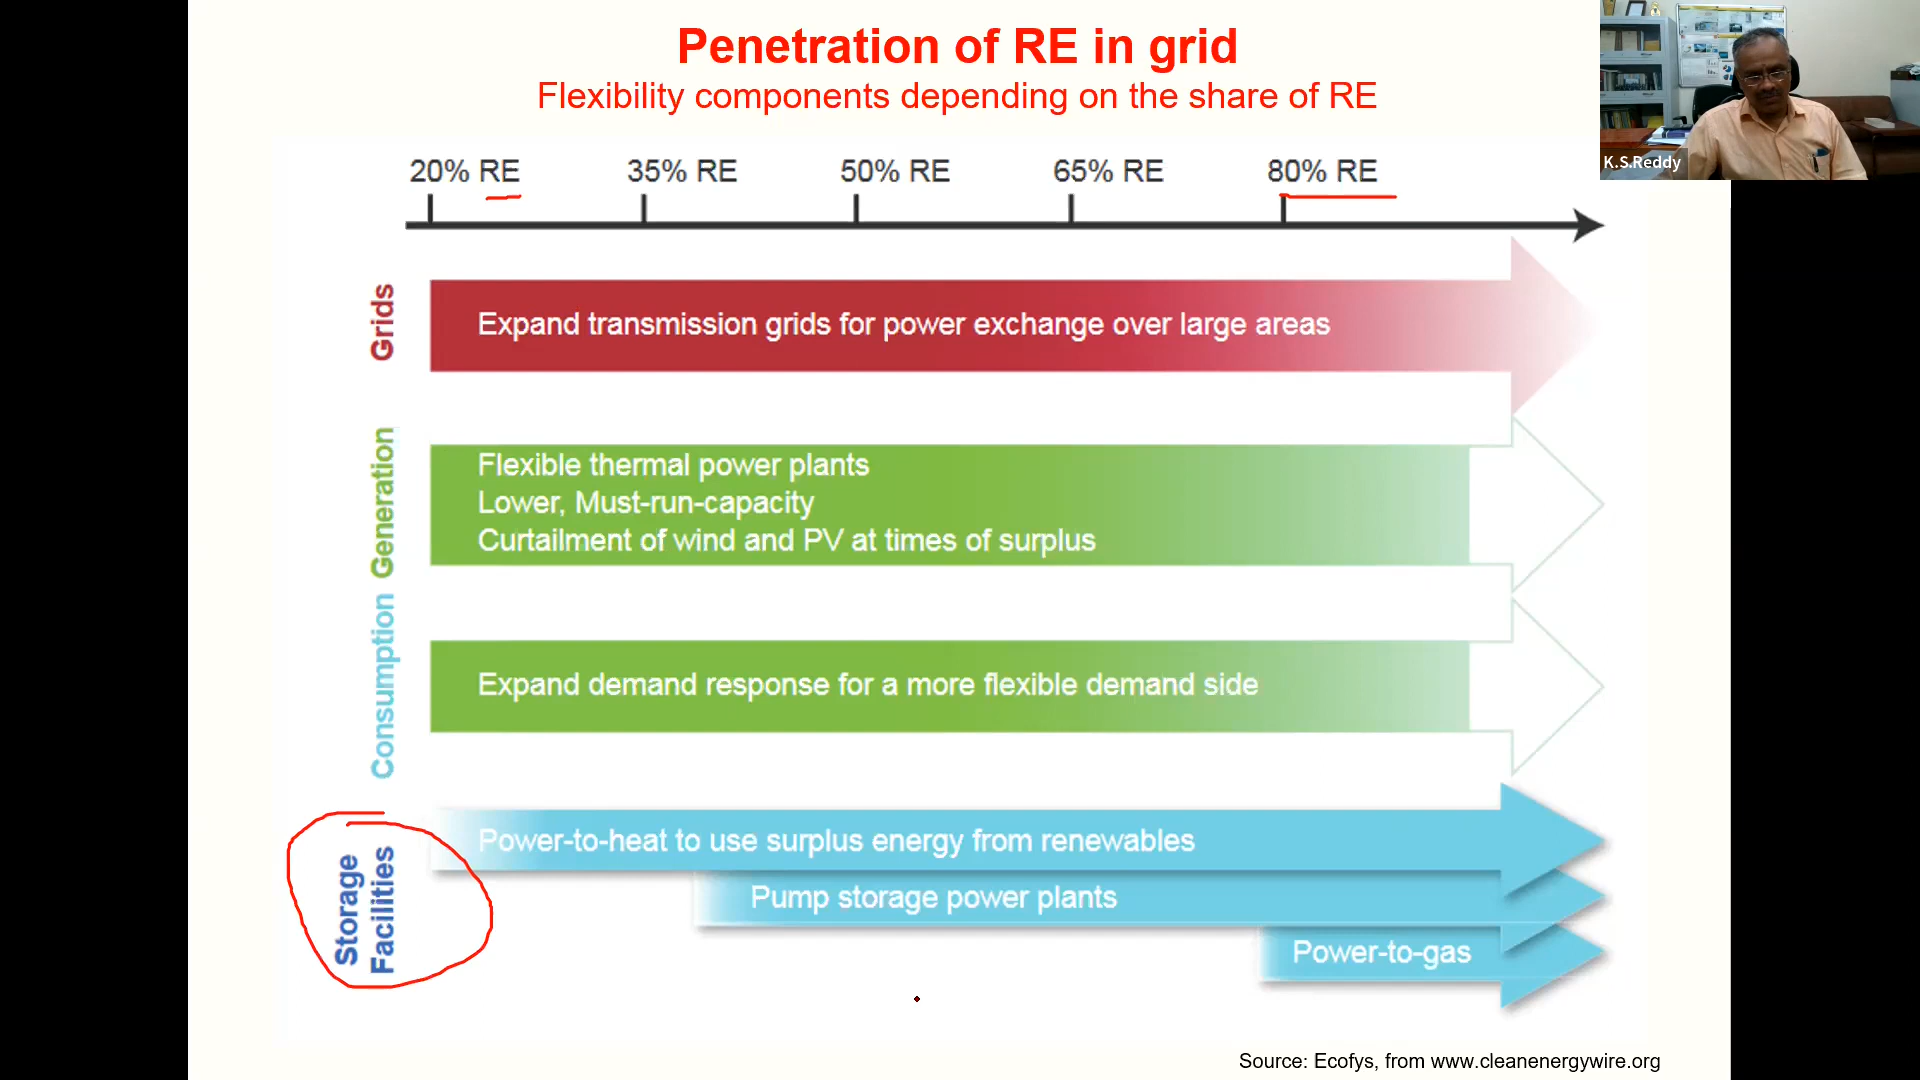 Penetration of RE in grid
Flexibility components depending on the share of RE
K.S.Reddy
20% RE 35% RE 50% RE 65% RE 80% RE
Grids
Expand transmission grids for power exchange over large areas
Generation
Flexible thermal power plants
Lower, Must-run-capacity
Curtailment of wind and PV at times of surplus
Consumption
Expand demand response for a more flexible demand side
Storage
Facilities
Power-to-heat to use surplus energy from renewables
Pump storage power plants
Power-to-gas
Source: Ecofys, from www.cleanenergywire.org